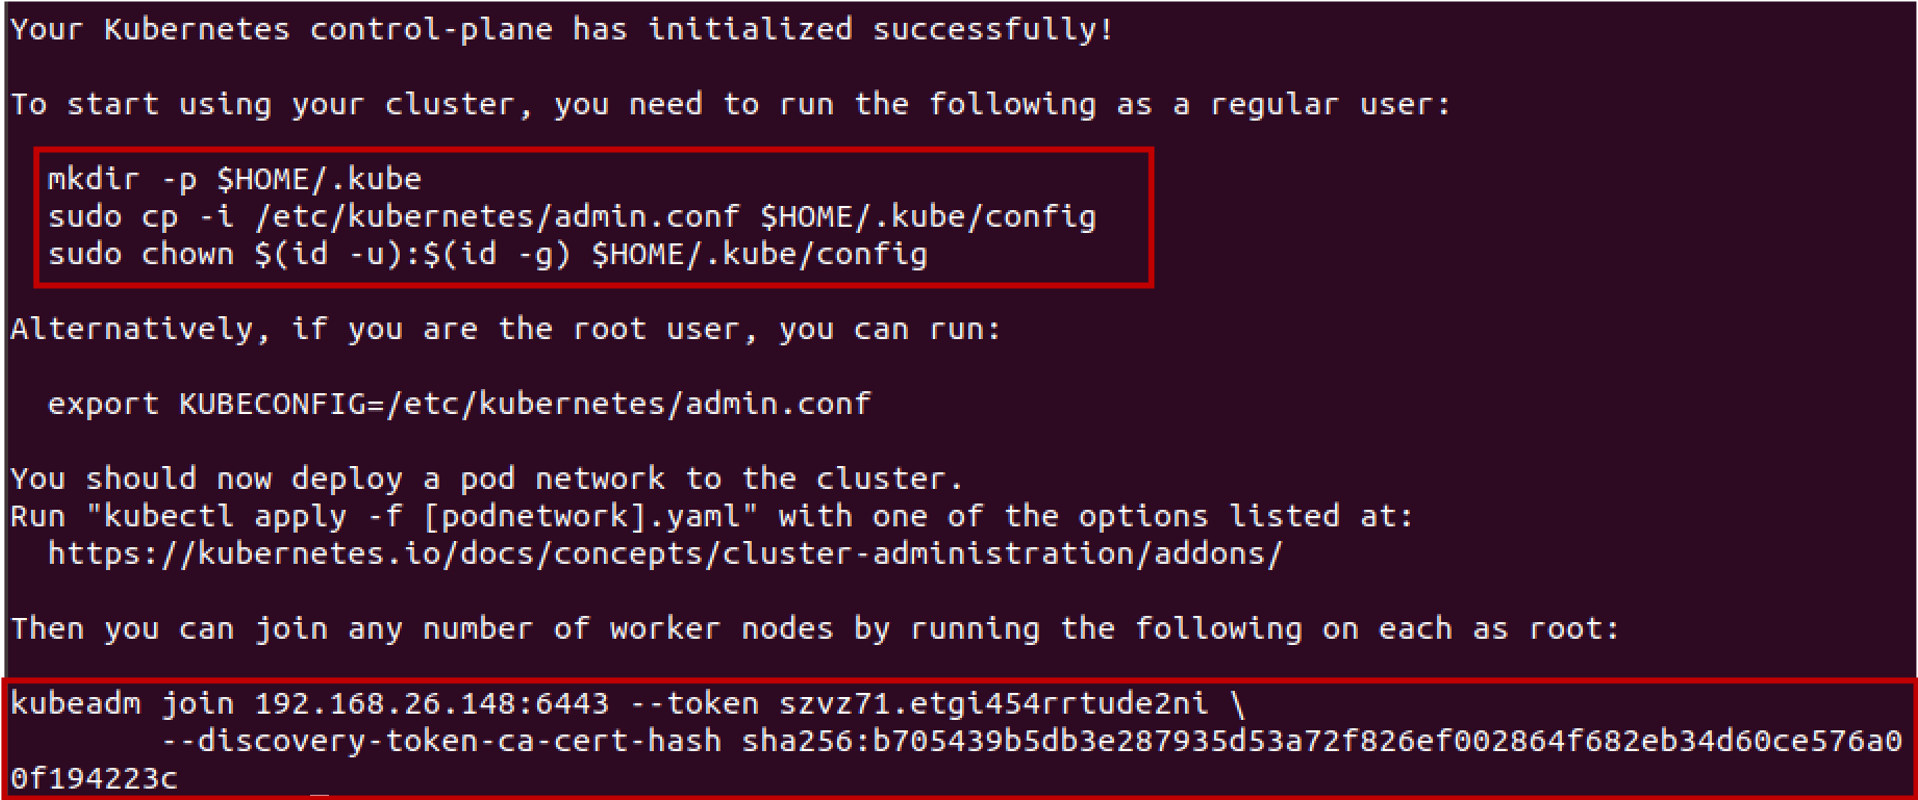 Your Kubernetes control-plane has initialized successfully!
To start using your cluster, you need to run the following as a regular user:
mkdir -p $HOME/.kube
sudo cp -i /etc/kubernetes/admin.conf $HOME/.kube/config
sudo chown $(id -u):$(id -g) $HOME/.kube/config
Alternatively, if you are the root user, you can run:
export KUBECONFIG=/etc/kubernetes/admin.conf
You should now deploy a pod network to the cluster.
Run "kubectl apply -f [podnetwork].yaml" with one of the options listed at:
https://kubernetes.io/docs/concepts/cluster-administration/addons/
Then you can join any number of worker nodes by running the following on each as root:
kubeadm join 192.168.26.148:6443 --token szvz71.etgi454rrtude2ni \
--discovery-token-ca-cert-hash sha256:b705439b5db3e287935d53a72f826ef002864f682eb34d60ce576a0
0f194223c